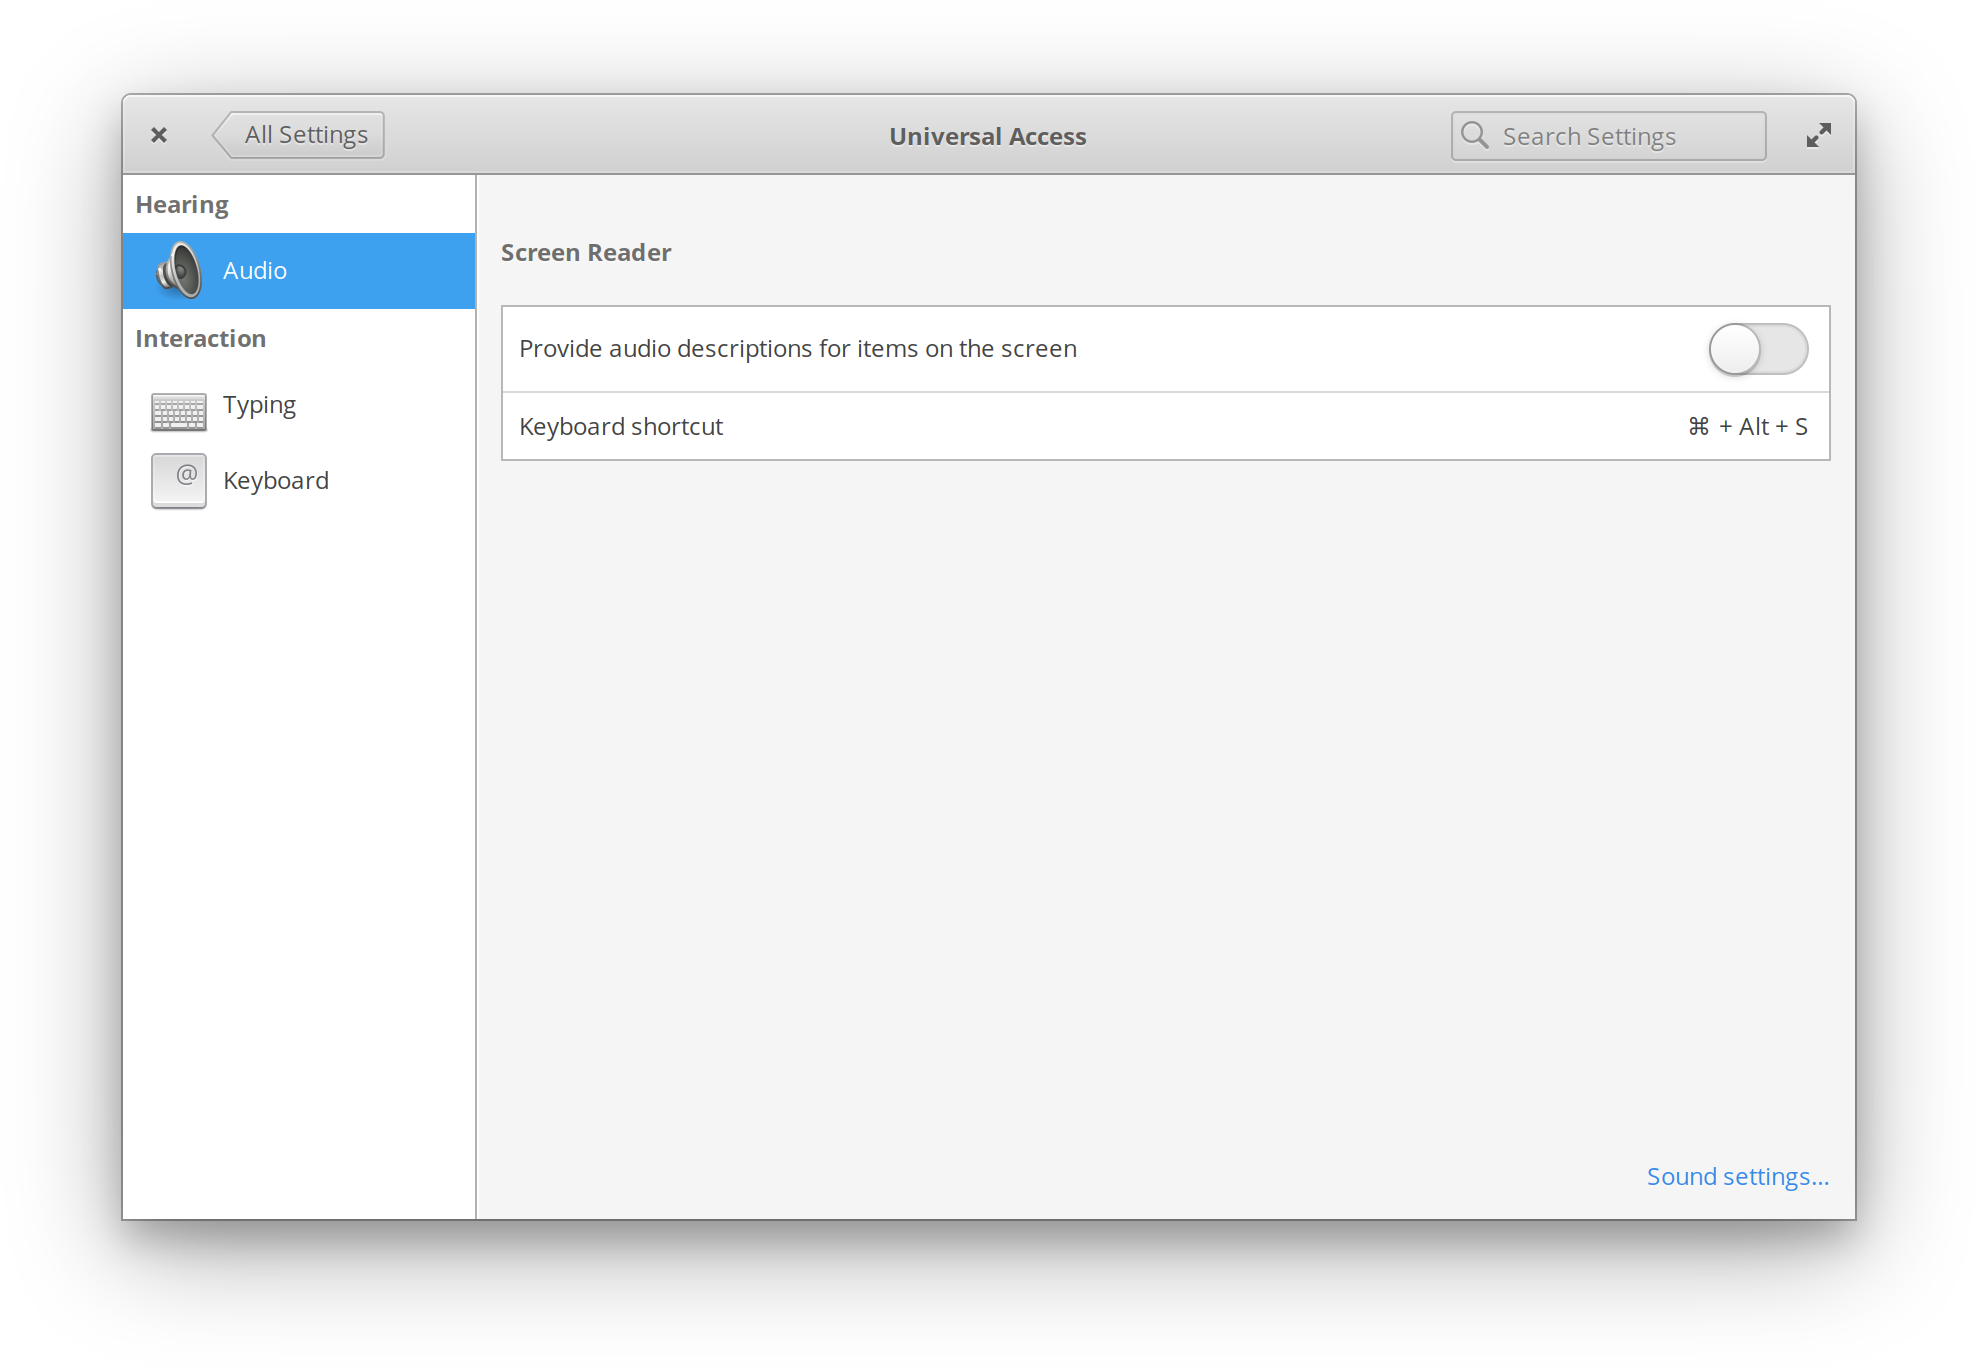 All Settings
Universal Access
Search Settings
Hearing
Audio
Interaction
Typing
@
Keyboard
Screen Reader
Provide audio descriptions for items on the screen
Keyboard shortcut
⌘ + Alt + S
Sound settings...